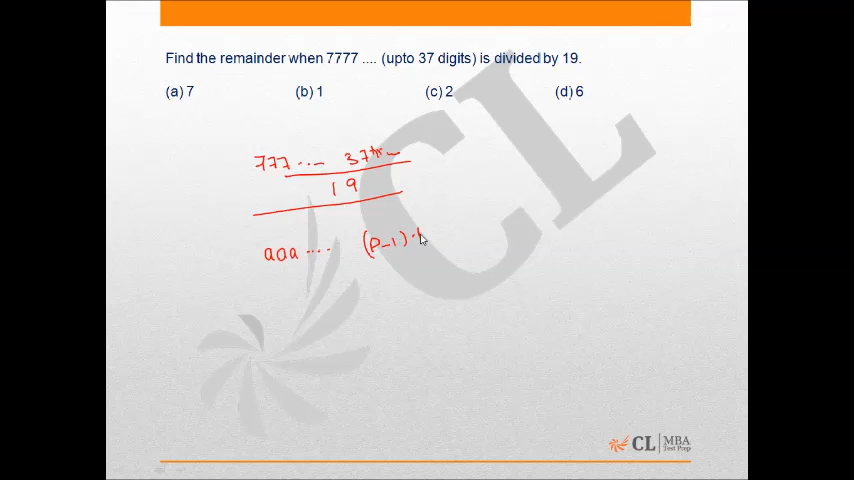 Find the remainder when 7777 .... (upto 37 digits) is divided by 19.
(a) 7 (b) 1 (c) 2 (d) 6
777 .... 37
19
aaa .... (p-1)
CL
CL MBA
Test Prep